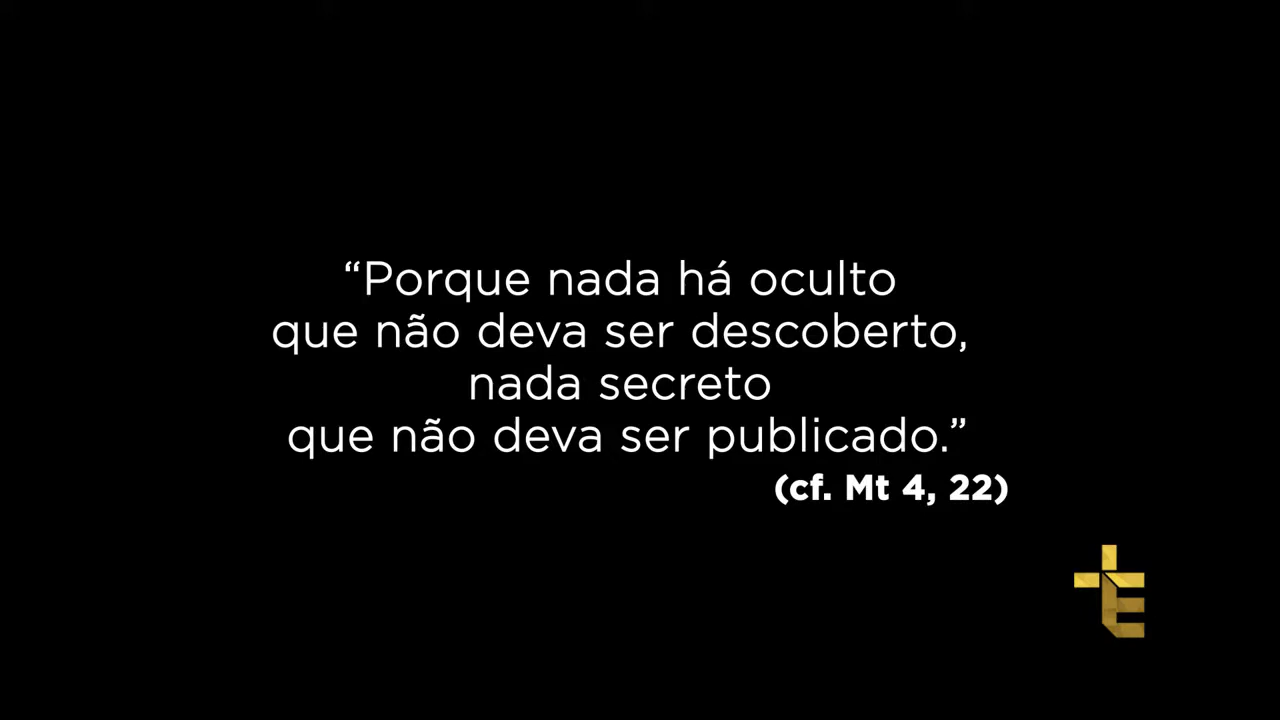 “Porque nada há oculto
que não deva ser descoberto,
nada secreto
que não deva ser publicado.”
(cf. Mt 4, 22)